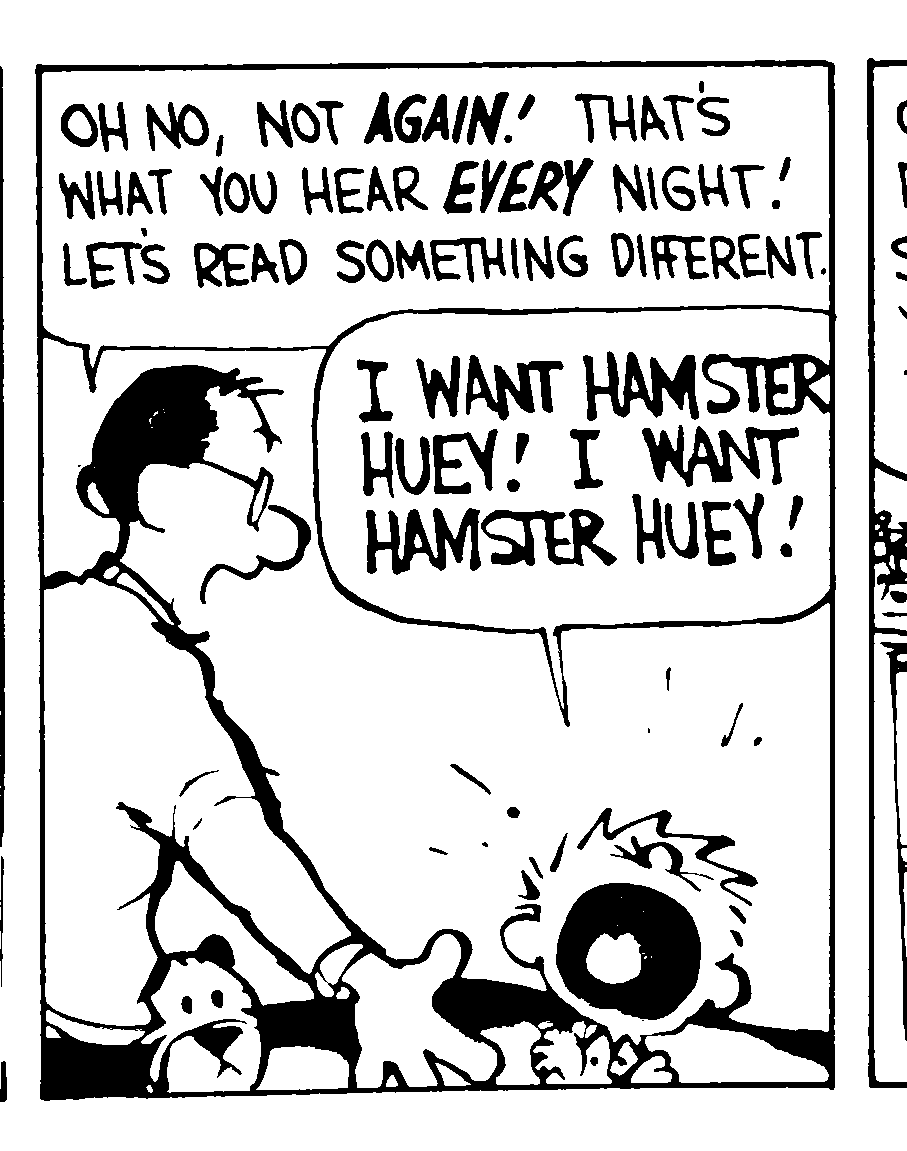 OH NO, NOT AGAIN! THAT'S
WHAT YOU HEAR EVERY NIGHT!
LET'S READ SOMETHING DIFFERENT.
I WANT HAMSTER
HUEY! I WANT
HAMSTER HUEY!